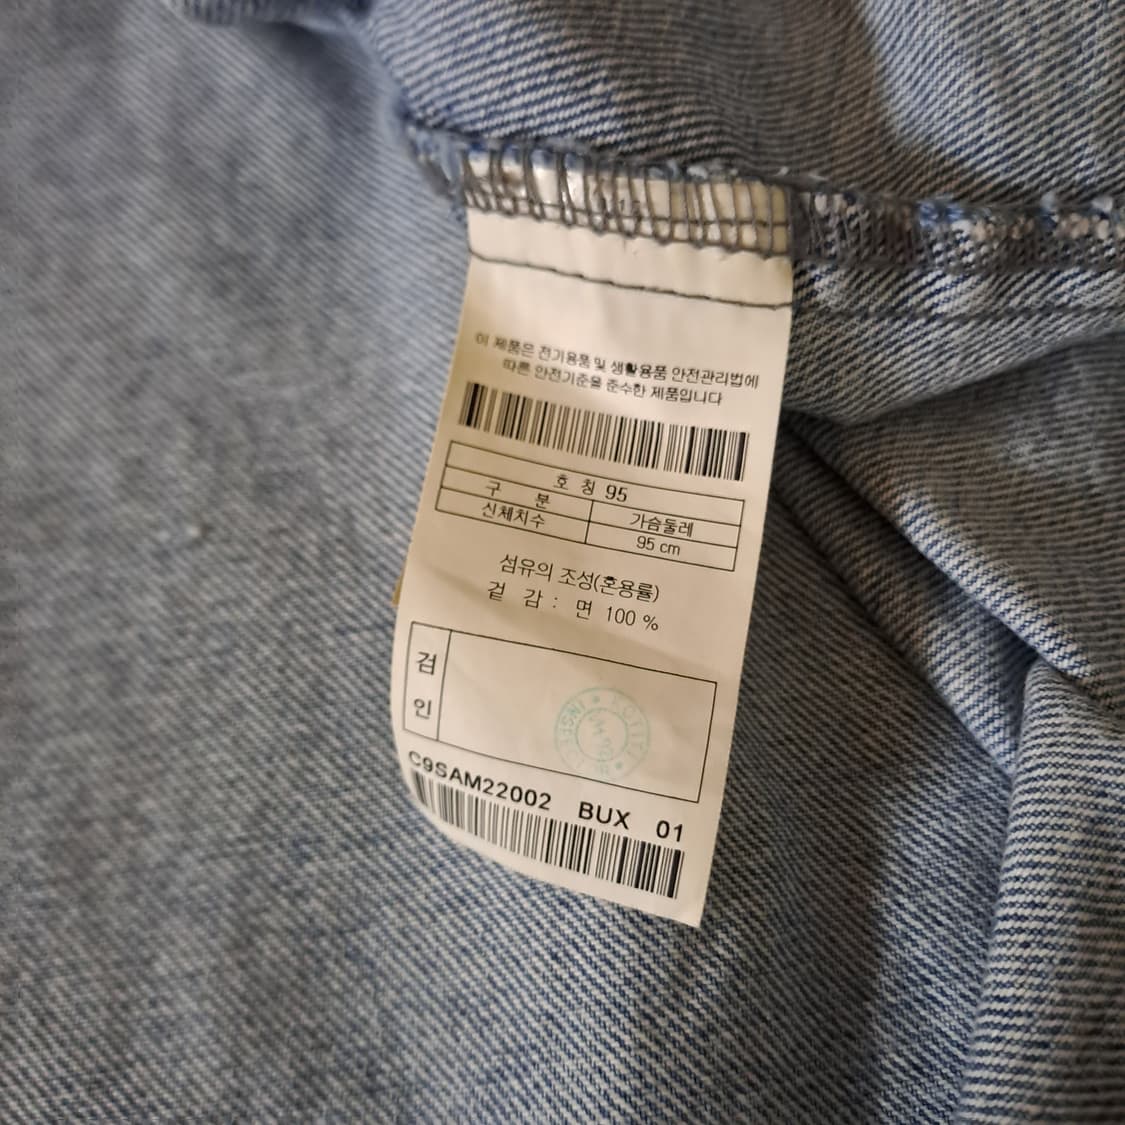 이 제품은 전기용품 및 생활용품 안전관리법에
따른 안전기준을 준수한 제품입니다
호 칭 95
구 분 가슴둘레
신체치수 95 cm
섬유의 조성(혼용률)
겉 감 : 면 100 %
검
인
C9SAM22002 BUX 01